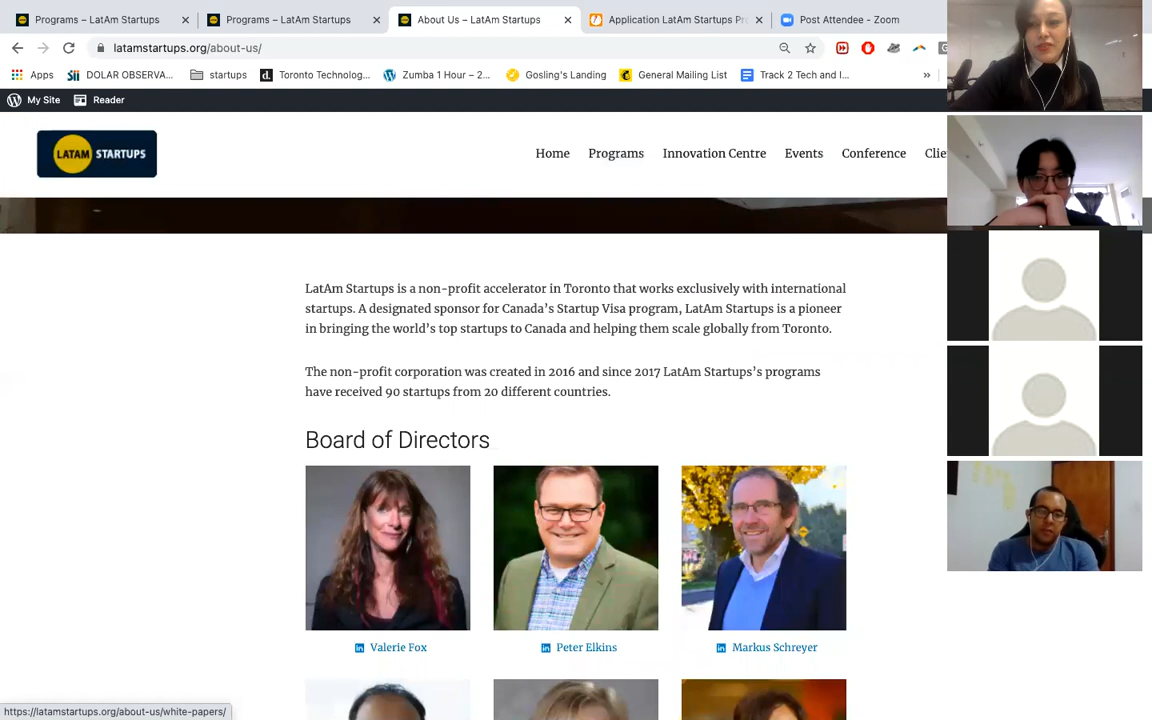 Programs – LatAm Startups
Programs – LatAm Startups
About Us – LatAm Startups
Application LatAm Startups Pr
Post Attendee - Zoom
latamstartups.org/about-us/
Apps
DOLAR OBSERVA...
startups
Toronto Technolog...
Zumba 1 Hour – 2...
Gosling's Landing
General Mailing List
Track 2 Tech and I...
»
My Site
Reader
LATAM STARTUPS
Home
Programs
Innovation Centre
Events
Conference
Clie
LatAm Startups is a non-profit accelerator in Toronto that works exclusively with international
startups. A designated sponsor for Canada's Startup Visa program, LatAm Startups is a pioneer
in bringing the world's top startups to Canada and helping them scale globally from Toronto.
The non-profit corporation was created in 2016 and since 2017 LatAm Startups's programs
have received 90 startups from 20 different countries.
Board of Directors
Valerie Fox
Peter Elkins
Markus Schreyer
https://latamstartups.org/about-us/white-papers/